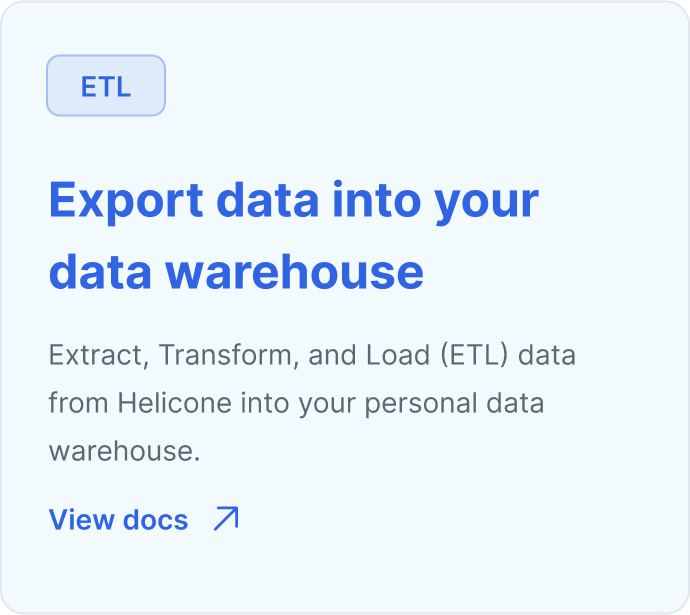 ETL
Export data into your
data warehouse
Extract, Transform, and Load (ETL) data
from Helicone into your personal data
warehouse.
View docs